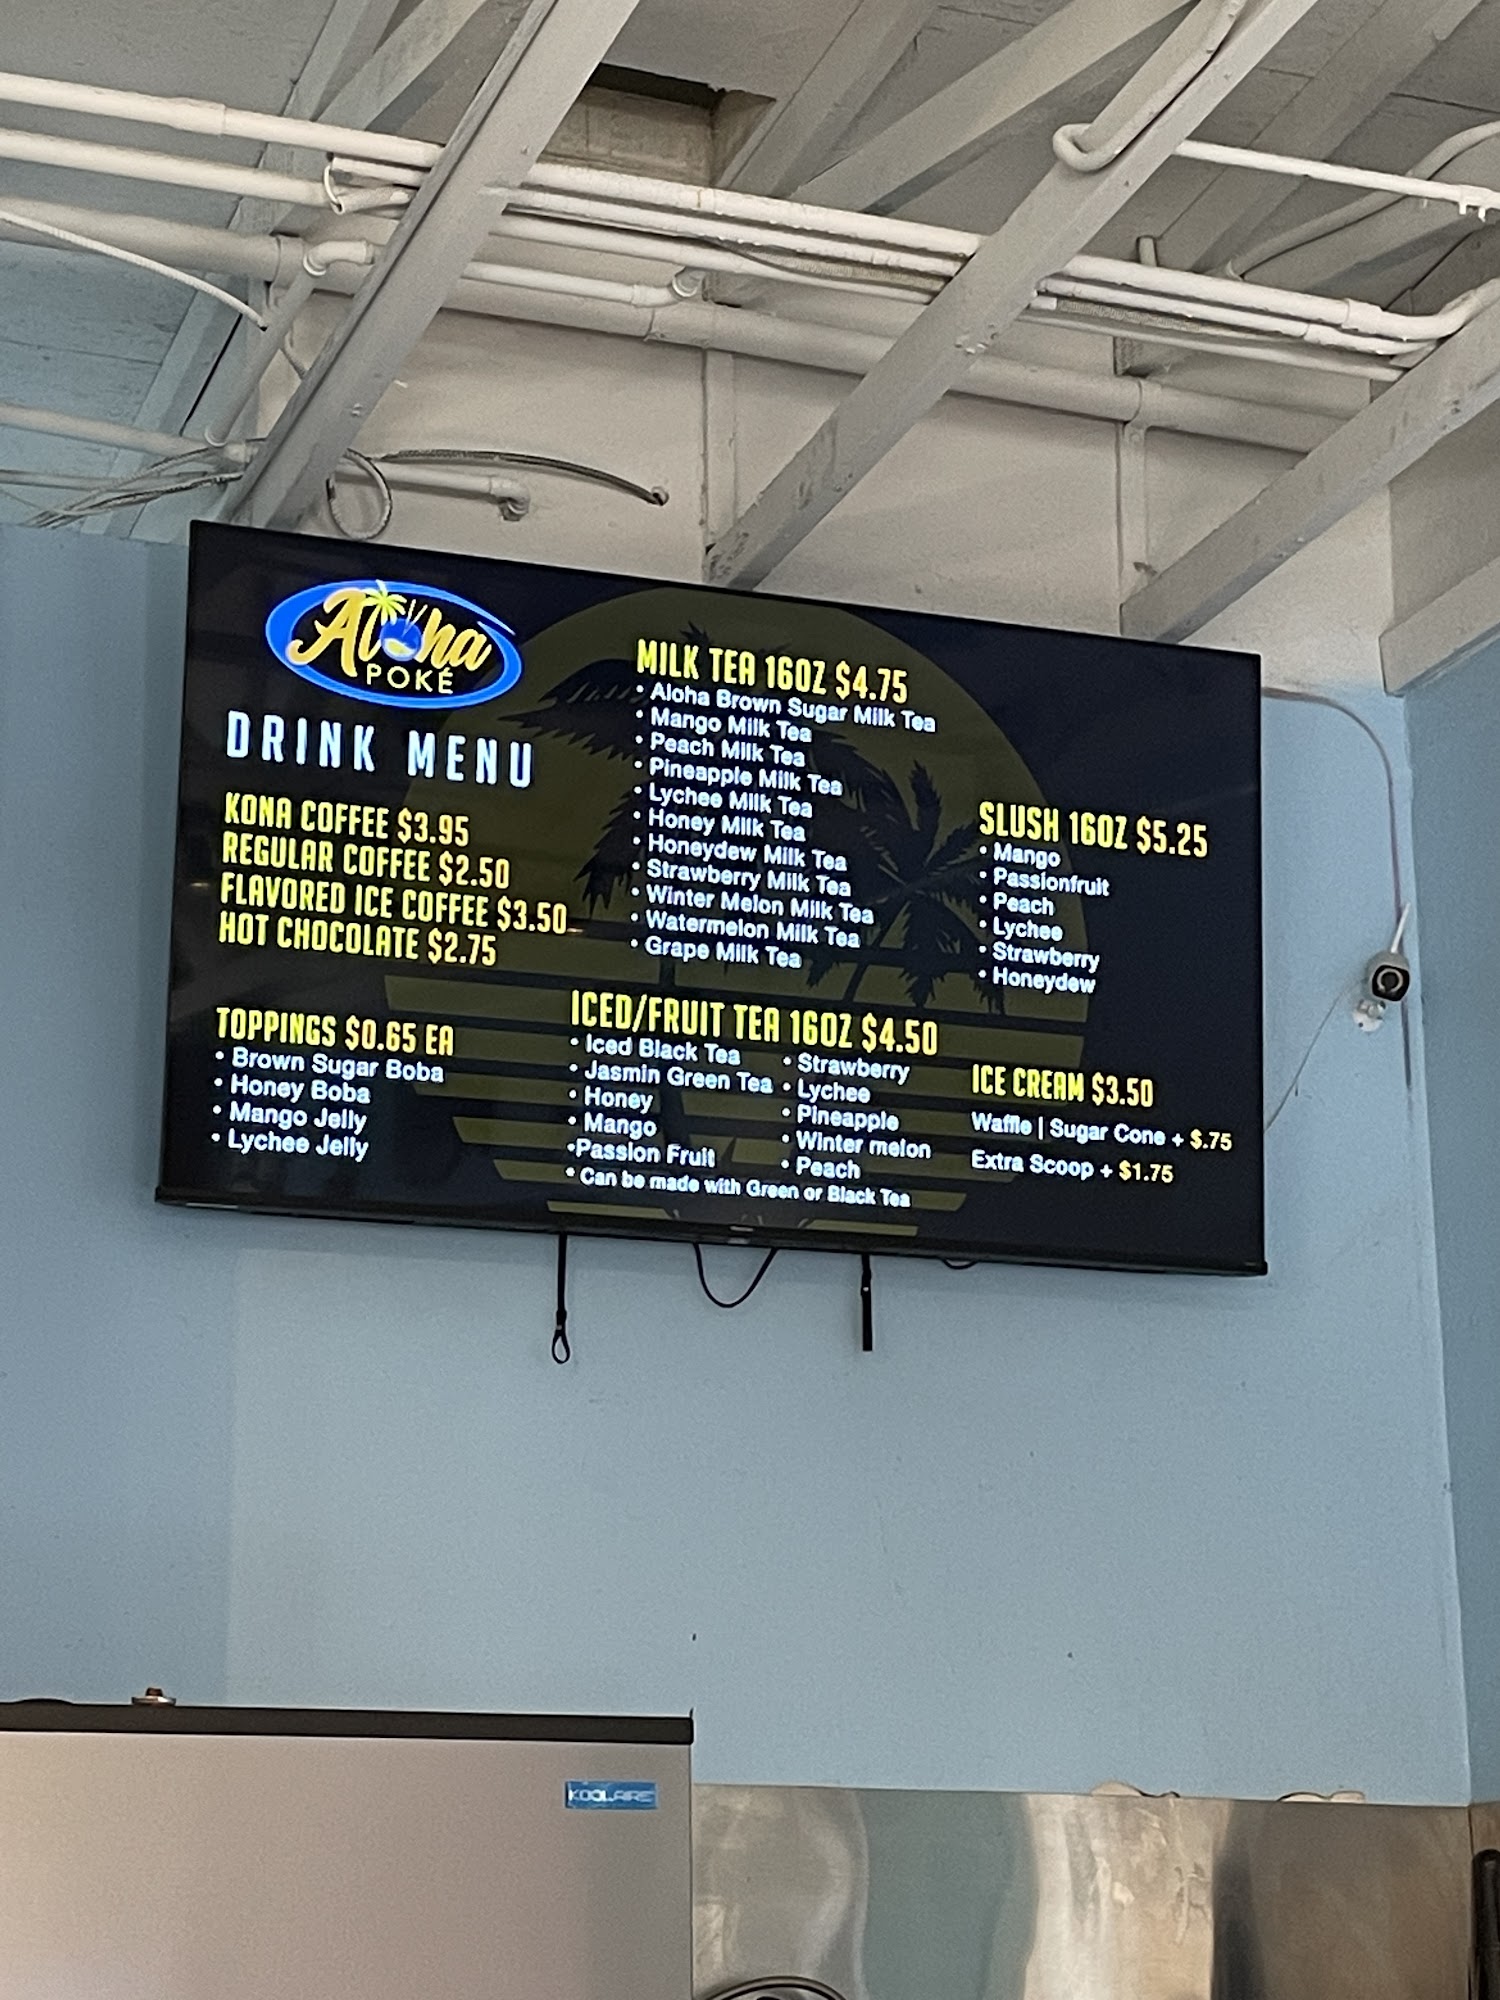 Aloha
POKÉ
DRINK MENU
KONA COFFEE $3.95
REGULAR COFFEE $2.50
FLAVORED ICE COFFEE $3.50
HOT CHOCOLATE $2.75
TOPPINGS $0.65 EA
• Brown Sugar Boba
• Honey Boba
• Mango Jelly
• Lychee Jelly
MILK TEA 16OZ $4.75
• Aloha Brown Sugar Milk Tea
• Mango Milk Tea
• Peach Milk Tea
• Pineapple Milk Tea
• Lychee Milk Tea
• Honey Milk Tea
• Honeydew Milk Tea
• Strawberry Milk Tea
• Winter Melon Milk Tea
• Watermelon Milk Tea
• Grape Milk Tea
ICED/FRUIT TEA 16OZ $4.50
• Iced Black Tea
• Jasmin Green Tea
• Honey
• Mango
•Passion Fruit
• Strawberry
• Lychee
• Pineapple
• Winter melon
• Peach
• Can be made with Green or Black Tea
SLUSH 16OZ $5.25
• Mango
• Passionfruit
• Peach
• Lychee
• Strawberry
• Honeydew
ICE CREAM $3.50
Waffle | Sugar Cone + $.75
Extra Scoop + $1.75
KOOLAIRE